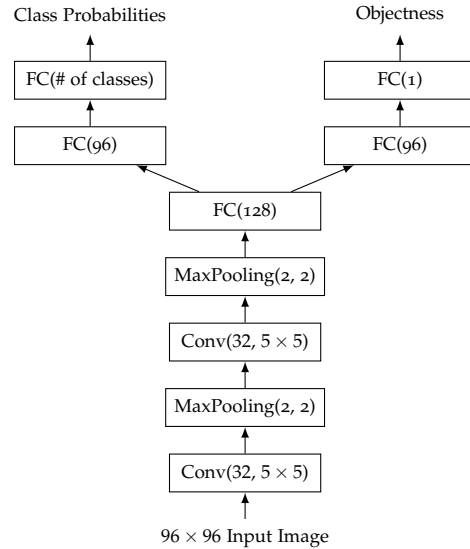 Class Probabilities
Objectness
FC(# of classes)
FC(1)
FC(96)
FC(96)
FC(128)
MaxPooling(2, 2)
Conv(32, 5 × 5)
MaxPooling(2, 2)
Conv(32, 5 × 5)
96 × 96 Input Image